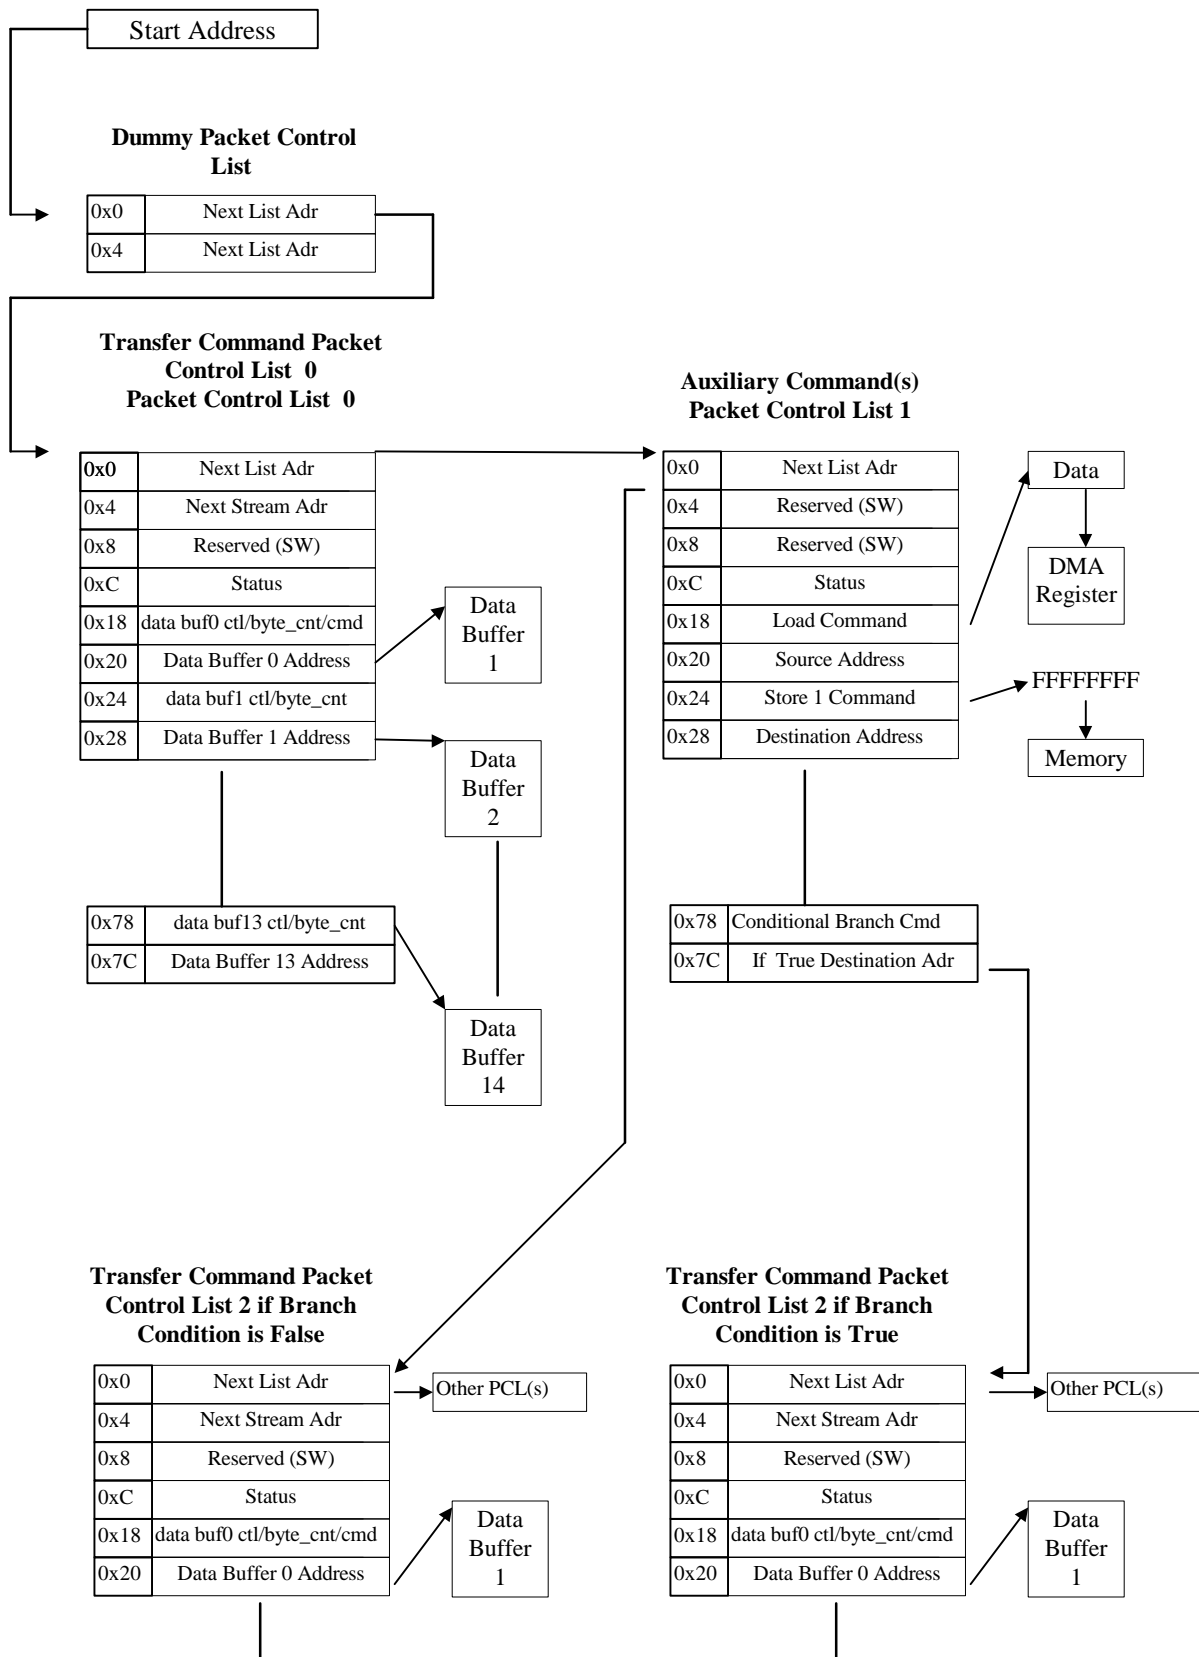 Start Address
Dummy Packet Control
List
0x0 Next List Adr
0x4 Next List Adr
Transfer Command Packet
Control List 0
Packet Control List 0
0x0 Next List Adr
0x4 Next Stream Adr
0x8 Reserved (SW)
0xC Status
0x18 data buf0 ctl/byte_cnt/cmd
0x20 Data Buffer 0 Address
0x24 data buf1 ctl/byte_cnt
0x28 Data Buffer 1 Address
Data
Buffer
1
Data
Buffer
2
0x78 data buf13 ctl/byte_cnt
0x7C Data Buffer 13 Address
Data
Buffer
14
Auxiliary Command(s)
Packet Control List 1
0x0 Next List Adr
0x4 Reserved (SW)
0x8 Reserved (SW)
0xC Status
0x18 Load Command
0x20 Source Address
0x24 Store 1 Command
0x28 Destination Address
Data
DMA
Register
FFFFFFFF
Memory
0x78 Conditional Branch Cmd
0x7C If True Destination Adr
Transfer Command Packet
Control List 2 if Branch
Condition is False
0x0 Next List Adr
0x4 Next Stream Adr
0x8 Reserved (SW)
0xC Status
0x18 data buf0 ctl/byte_cnt/cmd
0x20 Data Buffer 0 Address
Other PCL(s)
Data
Buffer
1
Transfer Command Packet
Control List 2 if Branch
Condition is True
0x0 Next List Adr
0x4 Next Stream Adr
0x8 Reserved (SW)
0xC Status
0x18 data buf0 ctl/byte_cnt/cmd
0x20 Data Buffer 0 Address
Other PCL(s)
Data
Buffer
1